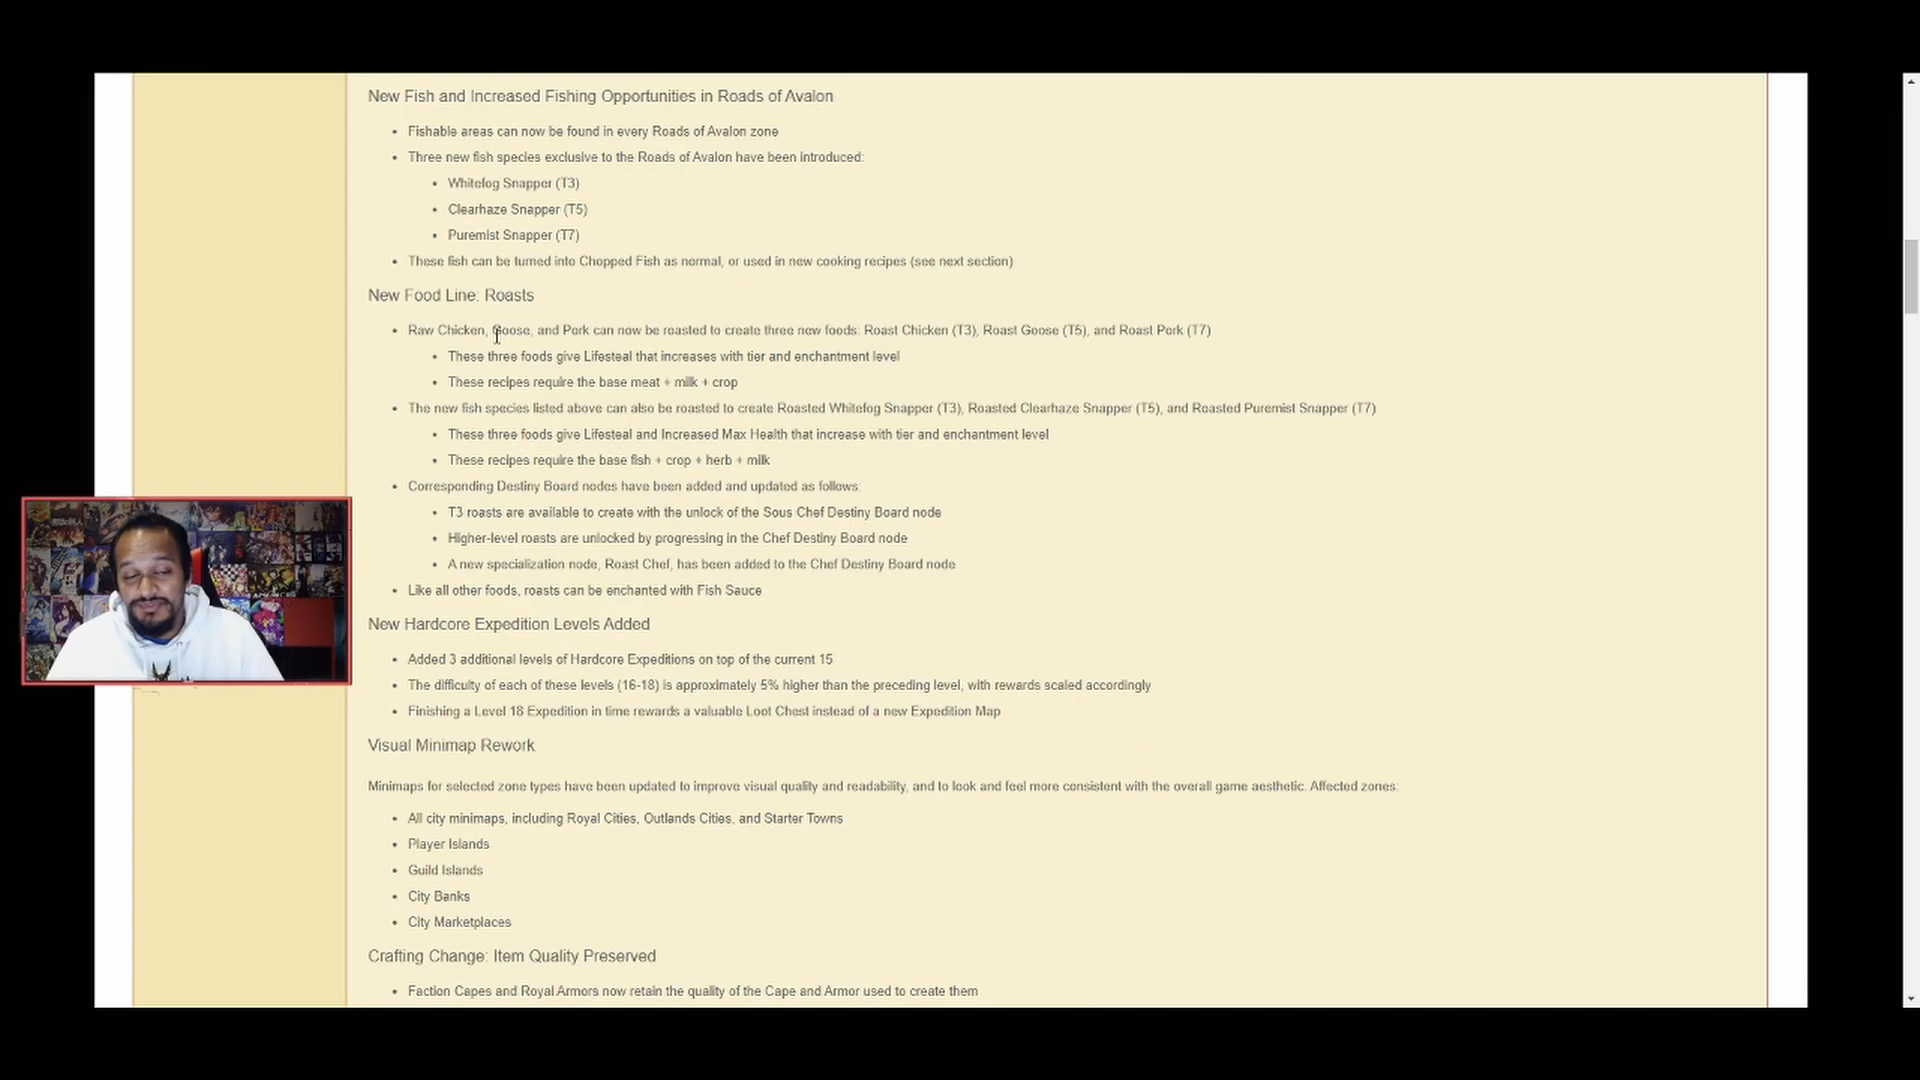 New Fish and Increased Fishing Opportunities in Roads of Avalon
Fishable areas can now be found in every Roads of Avalon zone
Three new fish species exclusive to the Roads of Avalon have been introduced:
Whitefog Snapper (T3)
Clearhaze Snapper (T5)
Puremist Snapper (T7)
These fish can be turned into Chopped Fish as normal, or used in new cooking recipes (see next section)
New Food Line: Roasts
Raw Chicken, Goose, and Pork can now be roasted to create three new foods: Roast Chicken (T3), Roast Goose (T5), and Roast Pork (T7)
These three foods give Lifesteal that increases with tier and enchantment level
These recipes require the base meat + milk + crop
The new fish species listed above can also be roasted to create Roasted Whitefog Snapper (T3), Roasted Clearhaze Snapper (T5), and Roasted Puremist Snapper (T7)
These three foods give Lifesteal and Increased Max Health that increase with tier and enchantment level
These recipes require the base fish + crop + herb + milk
Corresponding Destiny Board nodes have been added and updated as follows:
T3 roasts are available to create with the unlock of the Sous Chef Destiny Board node
Higher-level roasts are unlocked by progressing in the Chef Destiny Board node
A new specialization node, Roast Chef, has been added to the Chef Destiny Board node
Like all other foods, roasts can be enchanted with Fish Sauce
New Hardcore Expedition Levels Added
Added 3 additional levels of Hardcore Expeditions on top of the current 15
The difficulty of each of these levels (16-18) is approximately 5% higher than the preceding level, with rewards scaled accordingly
Finishing a Level 18 Expedition in time rewards a valuable Loot Chest instead of a new Expedition Map
Visual Minimap Rework
Minimaps for selected zone types have been updated to improve visual quality and readability, and to look and feel more consistent with the overall game aesthetic. Affected zones:
All city minimaps, including Royal Cities, Outlands Cities, and Starter Towns
Player Islands
Guild Islands
City Banks
City Marketplaces
Crafting Change: Item Quality Preserved
Faction Capes and Royal Armors now retain the quality of the Cape and Armor used to create them